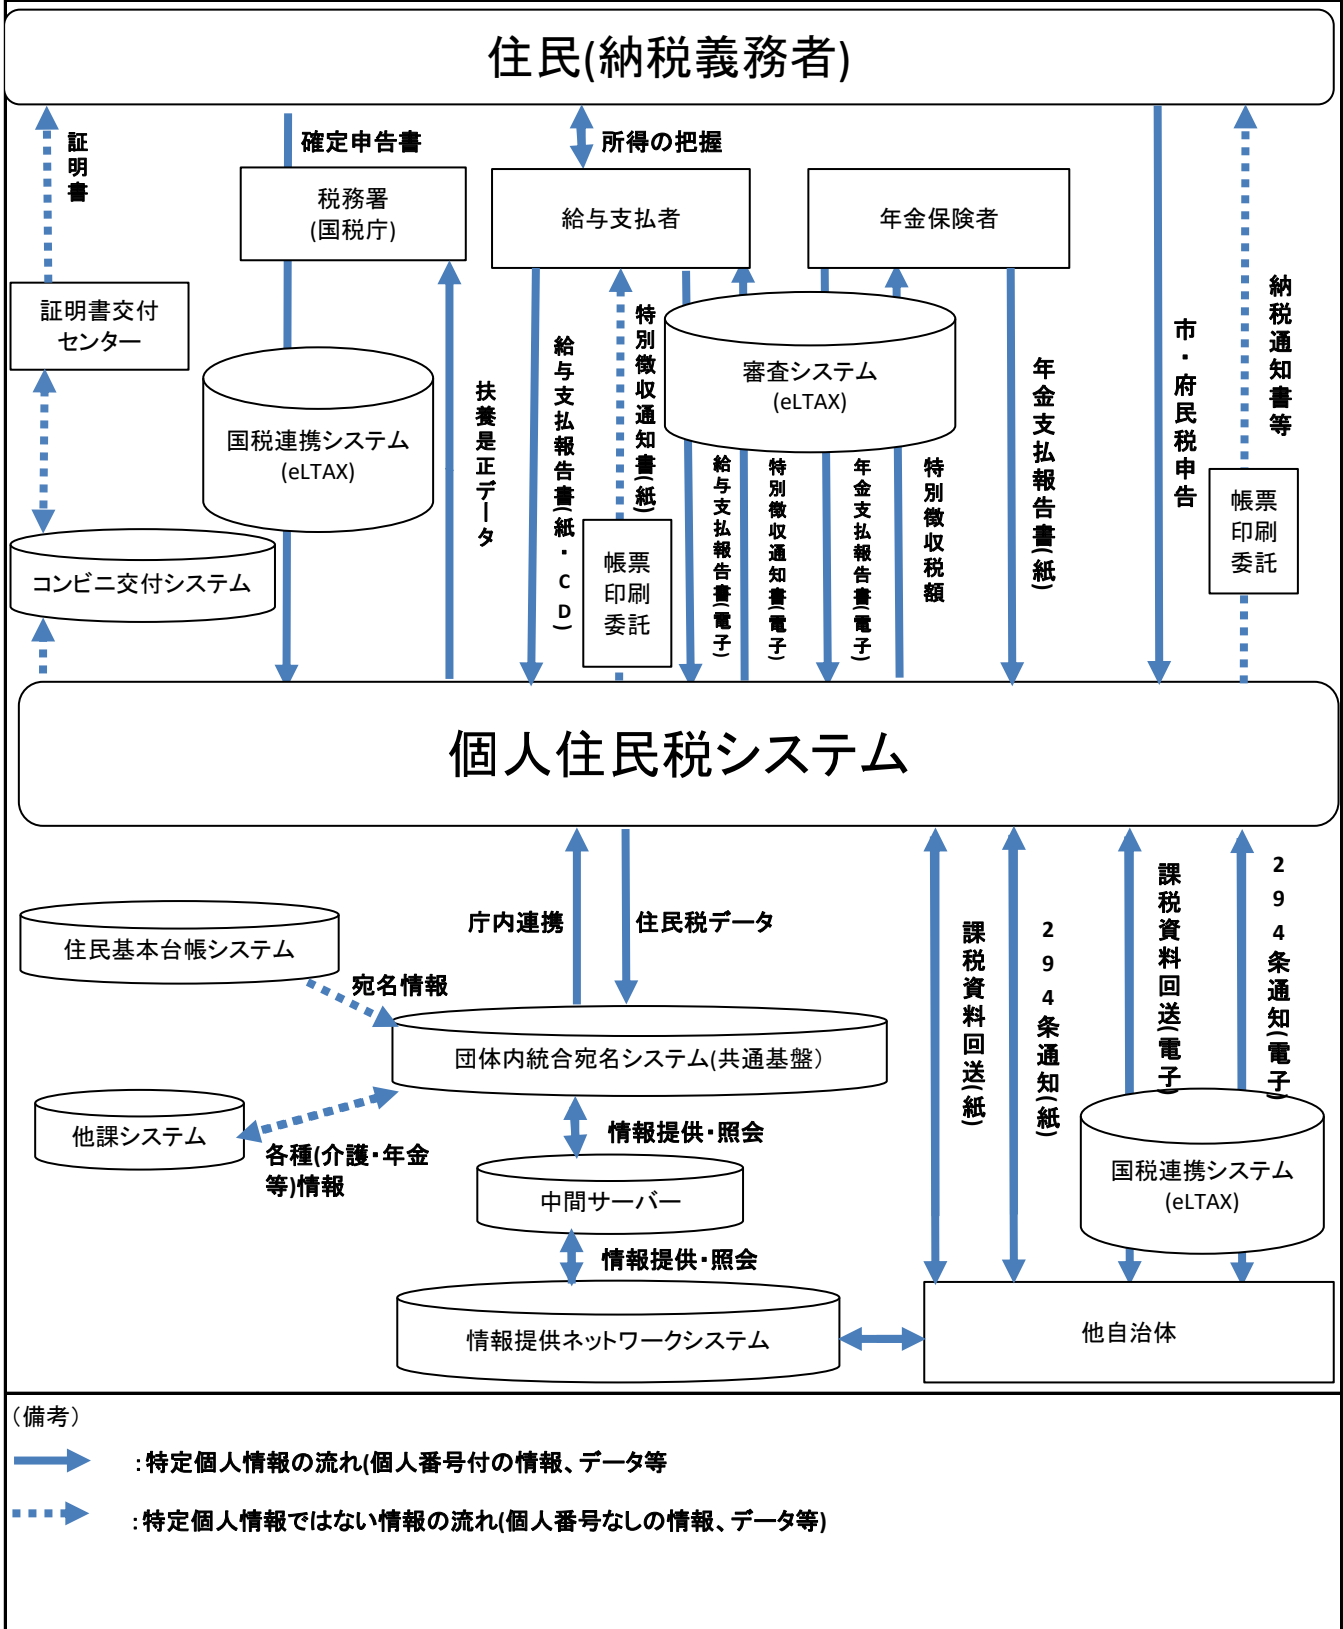 住民(納税義務者)
証明書
確定申告書
所得の把握
税務署
(国税庁)
給与支払者
年金保険者
証明書交付
センター
国税連携システム
(eLTAX)
扶養是正データ
給与支払報告書(紙・CD)
特別徴収通知書(紙)
審査システム
(eLTAX)
給与支払報告書(電子)
特別徴収通知書(電子)
年金支払報告書(電子)
特別徴収税額
年金支払報告書(紙)
市・府民税申告
納税通知書等
帳票
印刷
委託
帳票
印刷
委託
コンビニ交付システム
個人住民税システム
庁内連携
住民税データ
住民基本台帳システム
宛名情報
団体内統合宛名システム(共通基盤）
他課システム
各種(介護・年金
等)情報
情報提供・照会
中間サーバー
情報提供・照会
情報提供ネットワークシステム
課税資料回送(紙)
294条通知(紙)
課税資料回送(電子)
294条通知(電子)
国税連携システム
(eLTAX)
他自治体
（備考）
：特定個人情報の流れ(個人番号付の情報、データ等
：特定個人情報ではない情報の流れ(個人番号なしの情報、データ等)